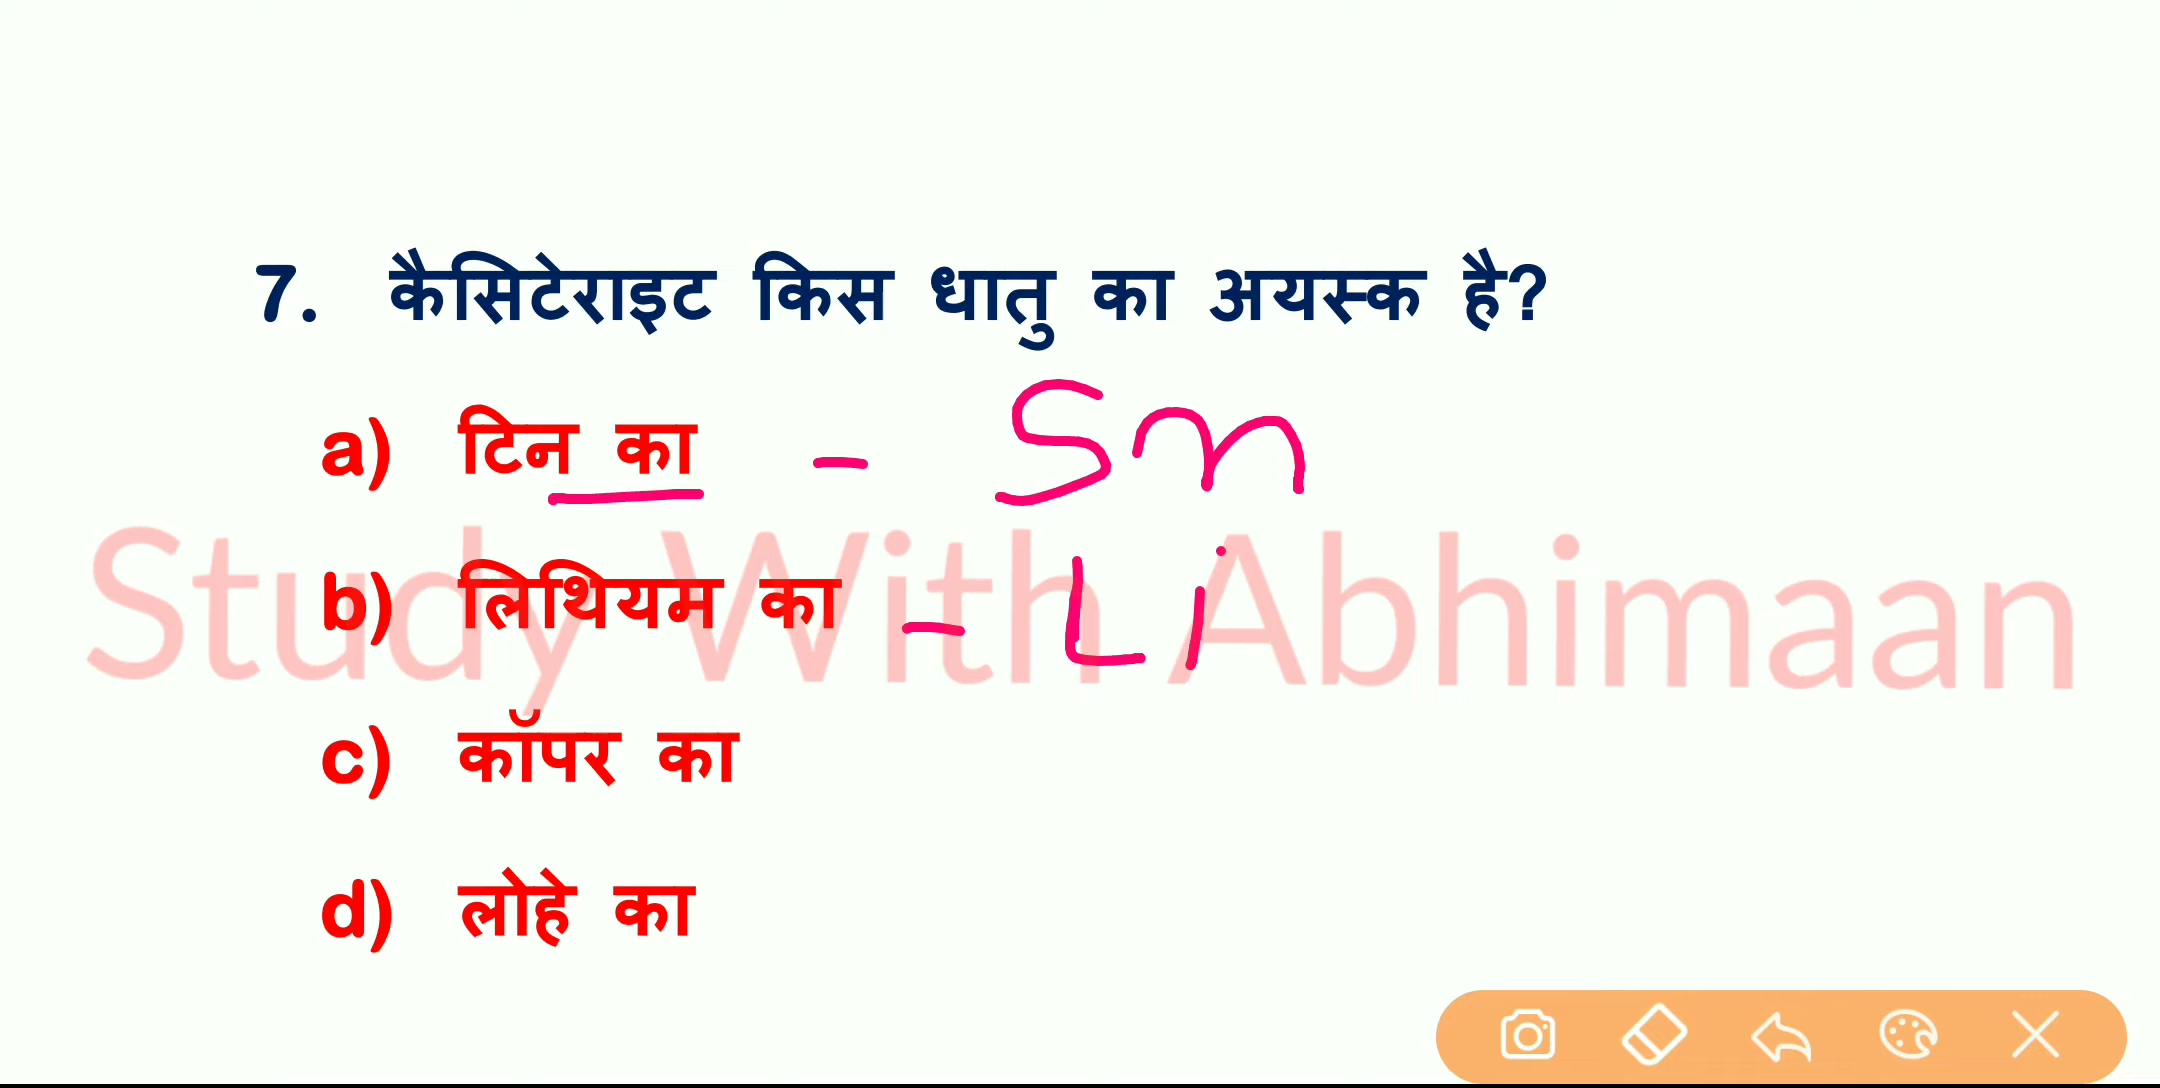 7. कैसिटेराइट किस धातु का अयस्क है?
a) टिन का - Sn
b) लिथियम का - Li
Study With Abhimaan
c) कॉपर का
d) लोहे का